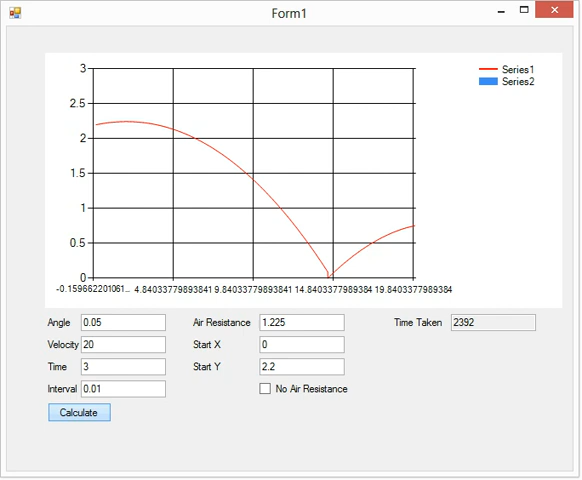 Form1
3
2.5
2
1.5
1
0.5
0
-0.159662201061... 4.84033779893841 9.84033779893841 14.8403377989384 19.8403377989384
Series1
Series2
Angle 0.05 Air Resistance 1.225 Time Taken 2392
Velocity 20 Start X 0
Time 3 Start Y 2.2
Interval 0.01 No Air Resistance
Calculate